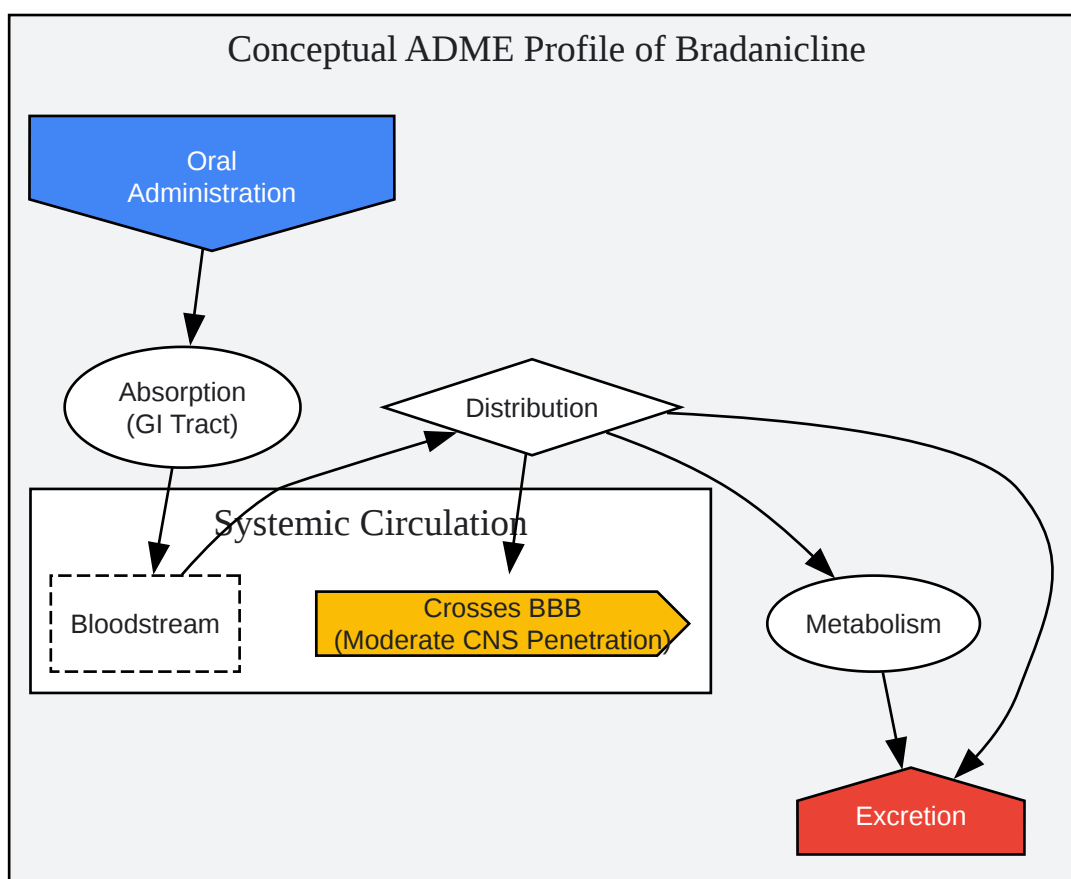 Conceptual ADME Profile of Bradanicline
Oral
Administration
Absorption
(GI Tract)
Distribution
Systemic Circulation
Bloodstream
Crosses BBB
(Moderate CNS Penetration)
Metabolism
Excretion